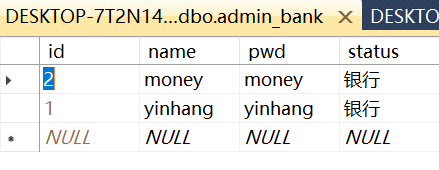 DESKTOP-7T2N14...dbo.admin_bank DESKTO
id name pwd status
2 money money 银行
1 yinhang yinhang 银行
NULL NULL NULL NULL